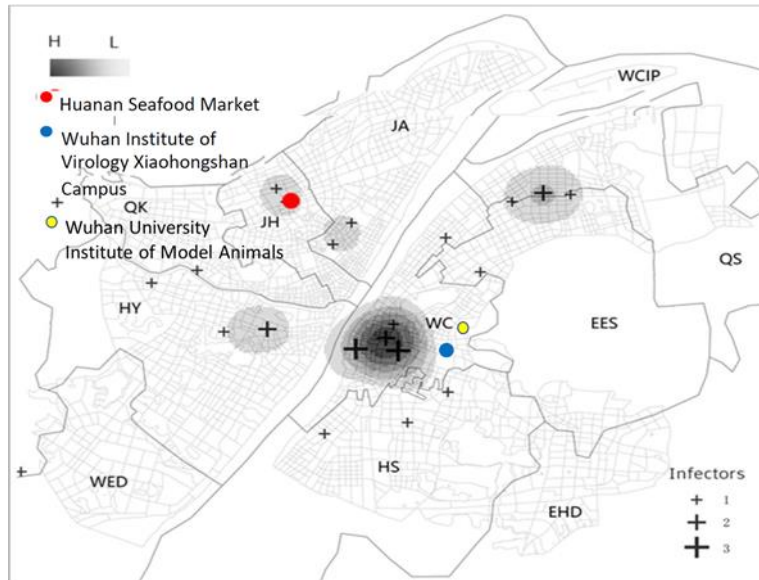 H L
Huanan Seafood Market
Wuhan Institute of
Virology Xiaohongshan
Campus
Wuhan University
Institute of Model Animals
WCIP
JA
QK
JH
QS
HY
WC
EES
WED
HS
EHD
Infectors
1
2
3